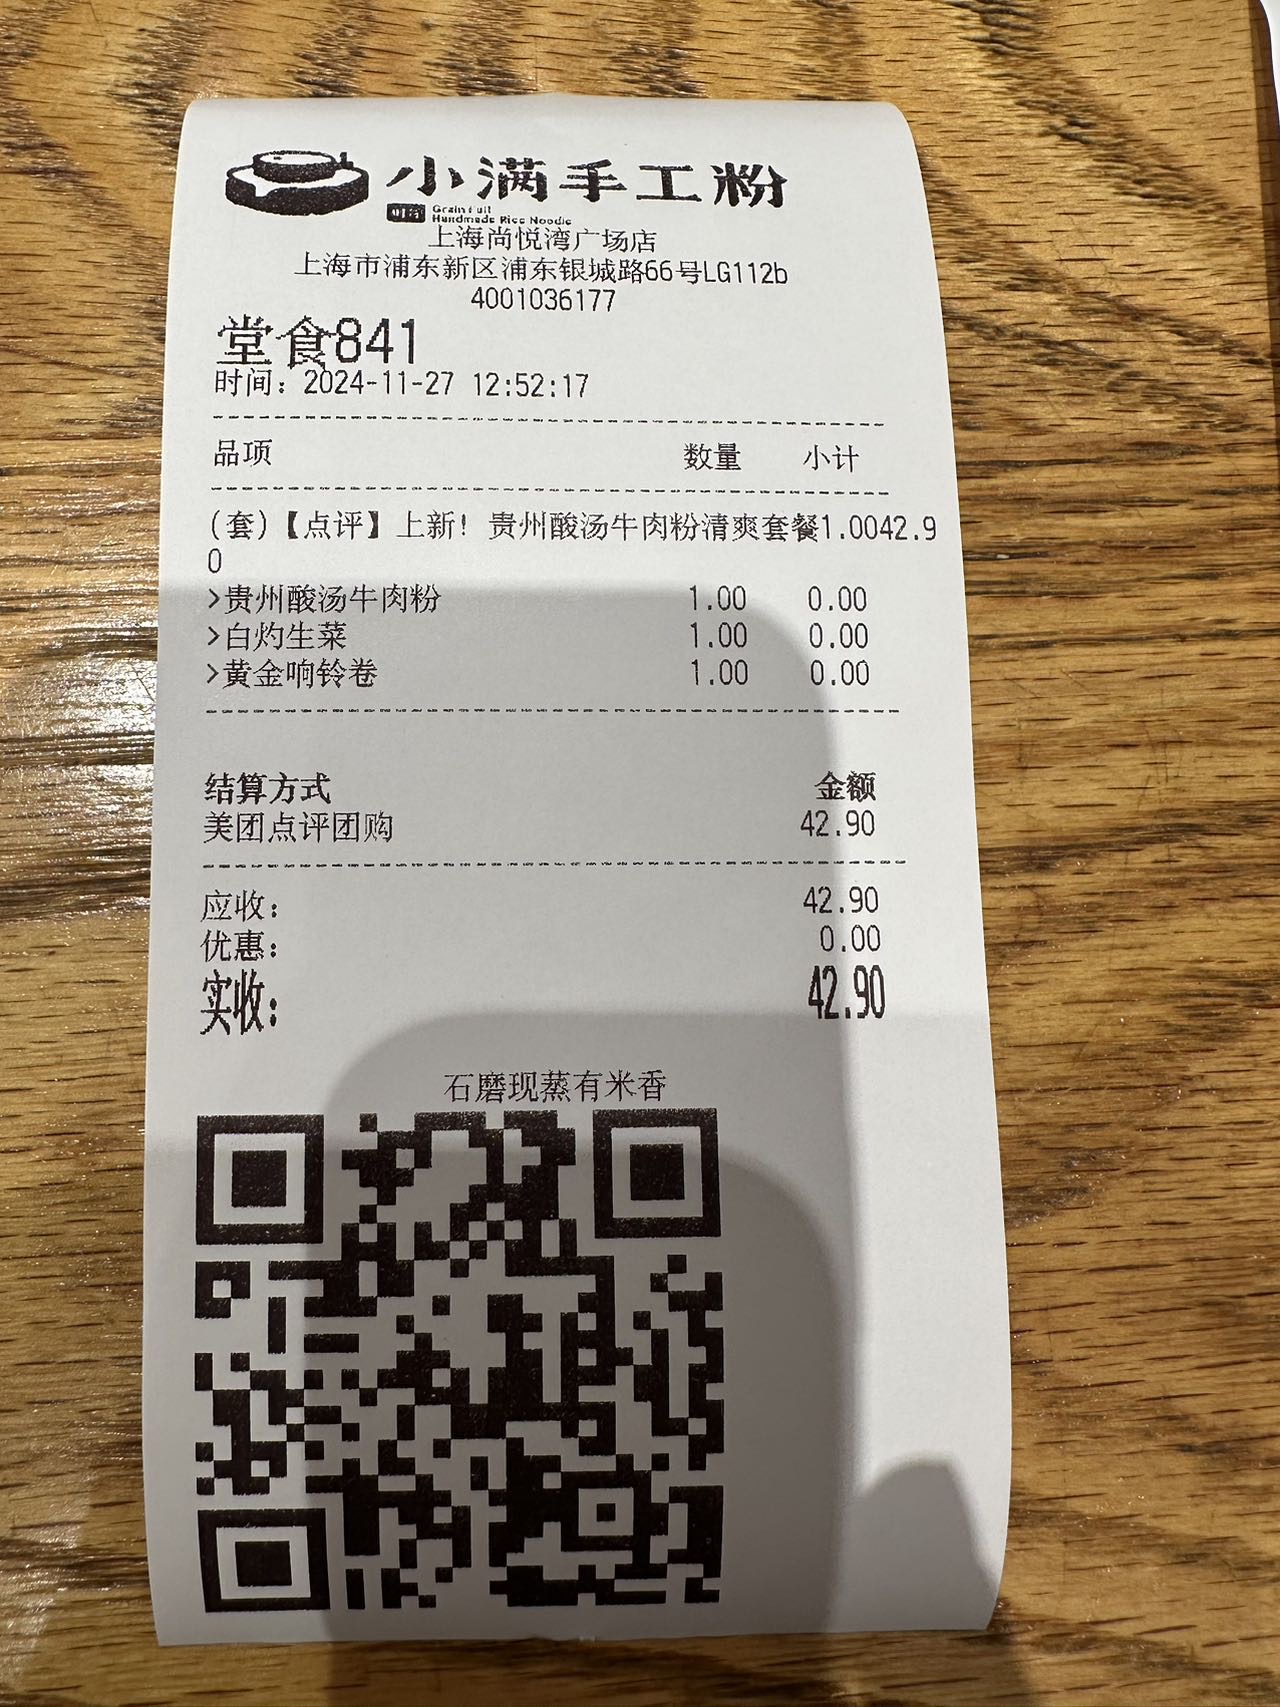 小满手工粉
Grain Full
Handmade Rice Noodle
上海尚悦湾广场店
上海市浦东新区浦东银城路66号LG112b
4001036177
堂食841
时间：2024-11-27 12:52:17
品项 数量 小计
(套)【点评】上新！贵州酸汤牛肉粉清爽套餐1.0042.9
0
>贵州酸汤牛肉粉 1.00 0.00
>白灼生菜 1.00 0.00
>黄金响铃卷 1.00 0.00
结算方式 金额
美团点评团购 42.90
应收： 42.90
优惠： 0.00
实收： 42.90
石磨现蒸有米香